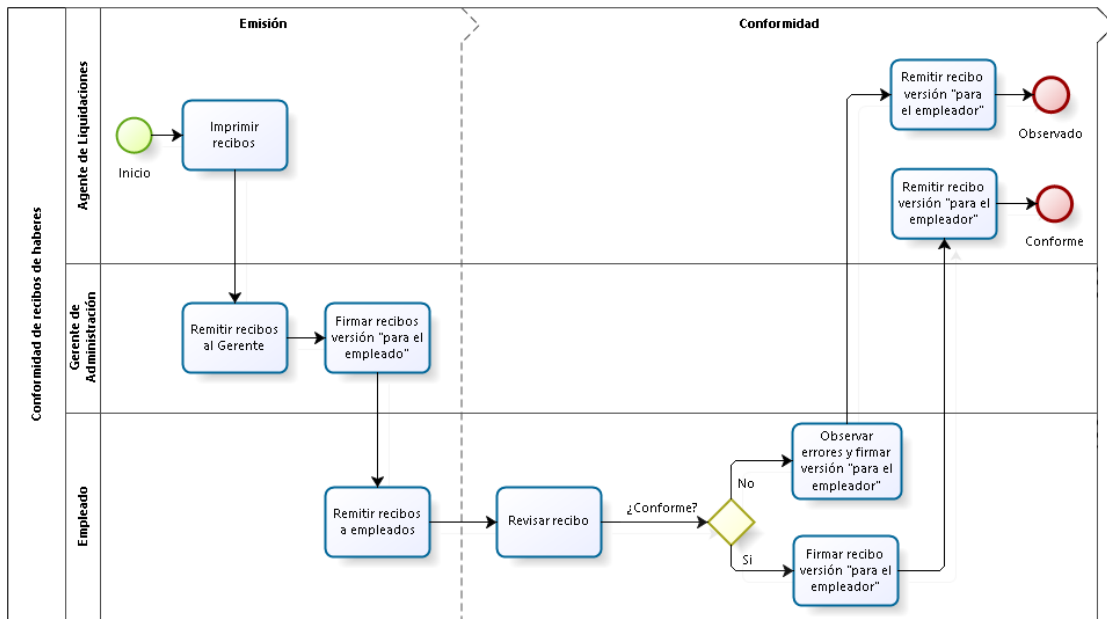 Emisión
Conformidad
Conformidad de recibos de haberes
Agente de Liquidaciones
Inicio
Imprimir
recibos
Remitir recibo
versión "para
el empleador"
Observado
Remitir recibo
versión "para el
empleador"
Conforme
Gerente de
Administración
Remitir recibos
al Gerente
Firmar recibos
versión "para el
empleado"
Empleado
Remitir recibos
a empleados
Revisar recibo
¿Conforme?
No
Observar
errores y firmar
versión "para el
empleador"
Si
Firmar recibo
versión "para el
empleador"